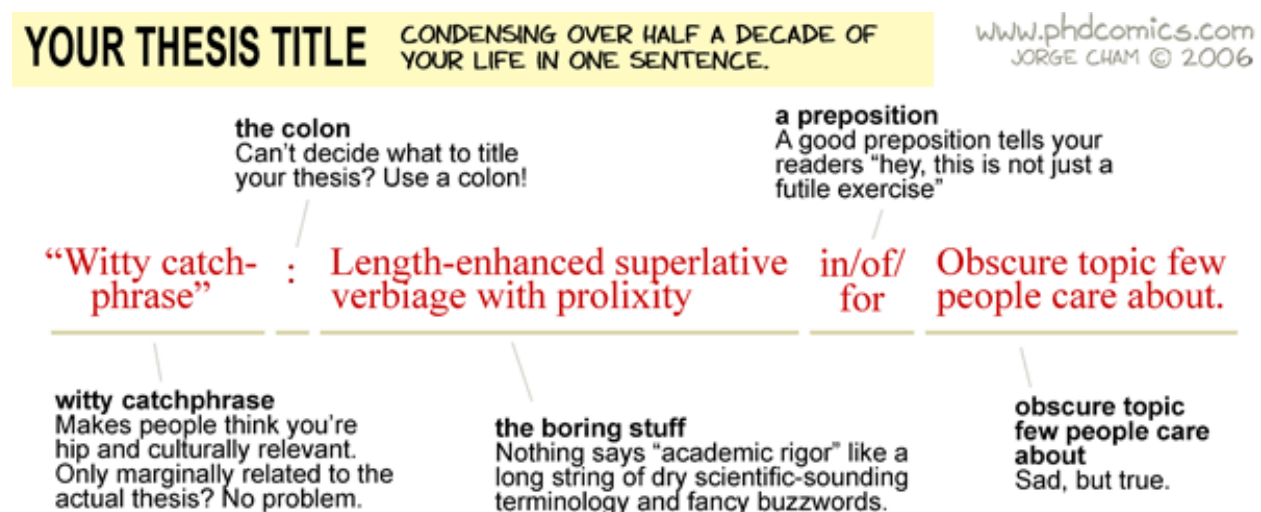 YOUR THESIS TITLE
CONDENSING OVER HALF A DECADE OF
YOUR LIFE IN ONE SENTENCE.
www.phdcomics.com
JORGE CHAM © 2006
the colon
Can't decide what to title
your thesis? Use a colon!
a preposition
A good preposition tells your
readers “hey, this is not just a
futile exercise”
“Witty catch-
phrase”
:
Length-enhanced superlative
verbiage with prolixity
in/of/
for
Obscure topic few
people care about.
witty catchphrase
Makes people think you're
hip and culturally relevant.
Only marginally related to the
actual thesis? No problem.
the boring stuff
Nothing says “academic rigor” like a
long string of dry scientific-sounding
terminology and fancy buzzwords.
obscure topic
few people care
about
Sad, but true.